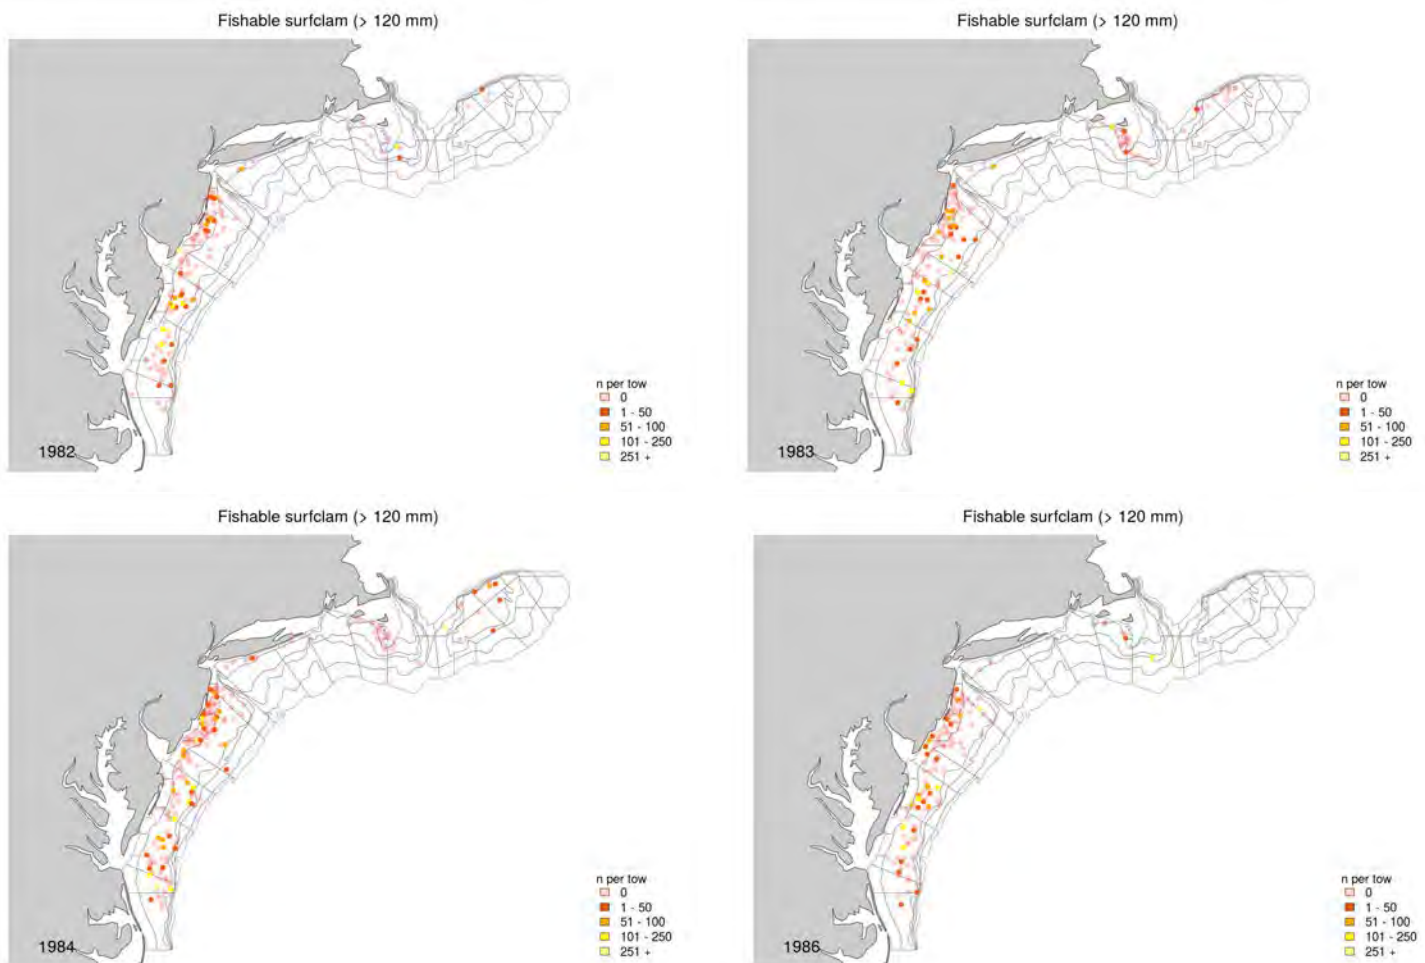 Fishable surfclam (> 120 mm)
n per tow
0
1 - 50
51 - 100
101 - 250
251 +
1982
Fishable surfclam (> 120 mm)
n per tow
0
1 - 50
51 - 100
101 - 250
251 +
1983
Fishable surfclam (> 120 mm)
n per tow
0
1 - 50
51 - 100
101 - 250
251 +
1984
Fishable surfclam (> 120 mm)
n per tow
0
1 - 50
51 - 100
101 - 250
251 +
1986